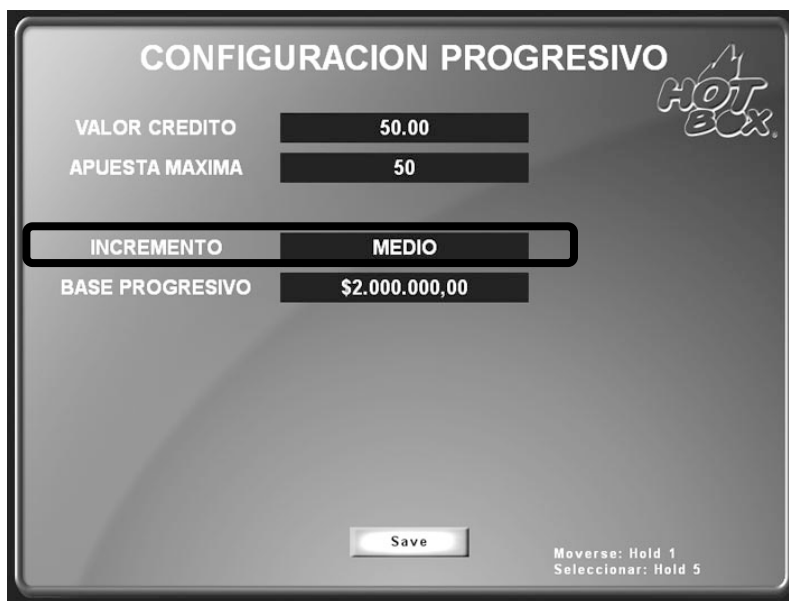 CONFIGURACION PROGRESIVO
HOT
BOX
VALOR CREDITO 50.00
APUESTA MAXIMA 50
INCREMENTO MEDIO
BASE PROGRESIVO $2.000.000,00
Save
Moverse: Hold 1
Seleccionar: Hold 5